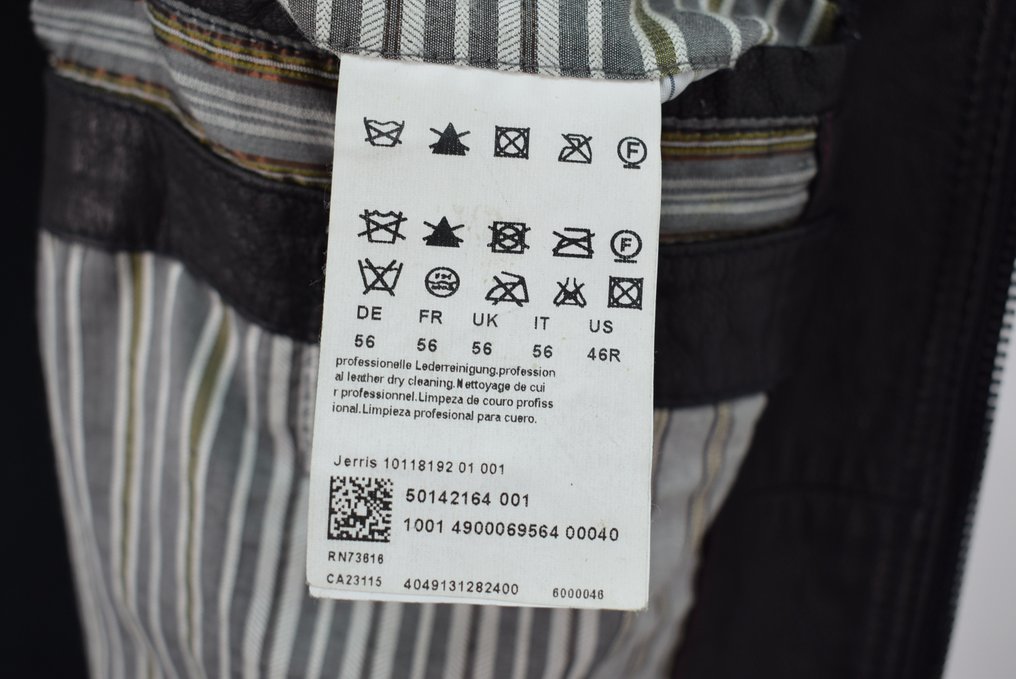 F
F
DE FR UK IT US
56 56 56 56 46R
professionelle Lederreinigung.profession
al leather dry cleaning.Nettoyage de cui
r professionnel.Limpeza de couro profiss
ional.Limpieza profesional para cuero.
Jerris 10118192 01 001
50142164 001
1001 4900069564 00040
RN73616
CA23115 4049131282400 6000046